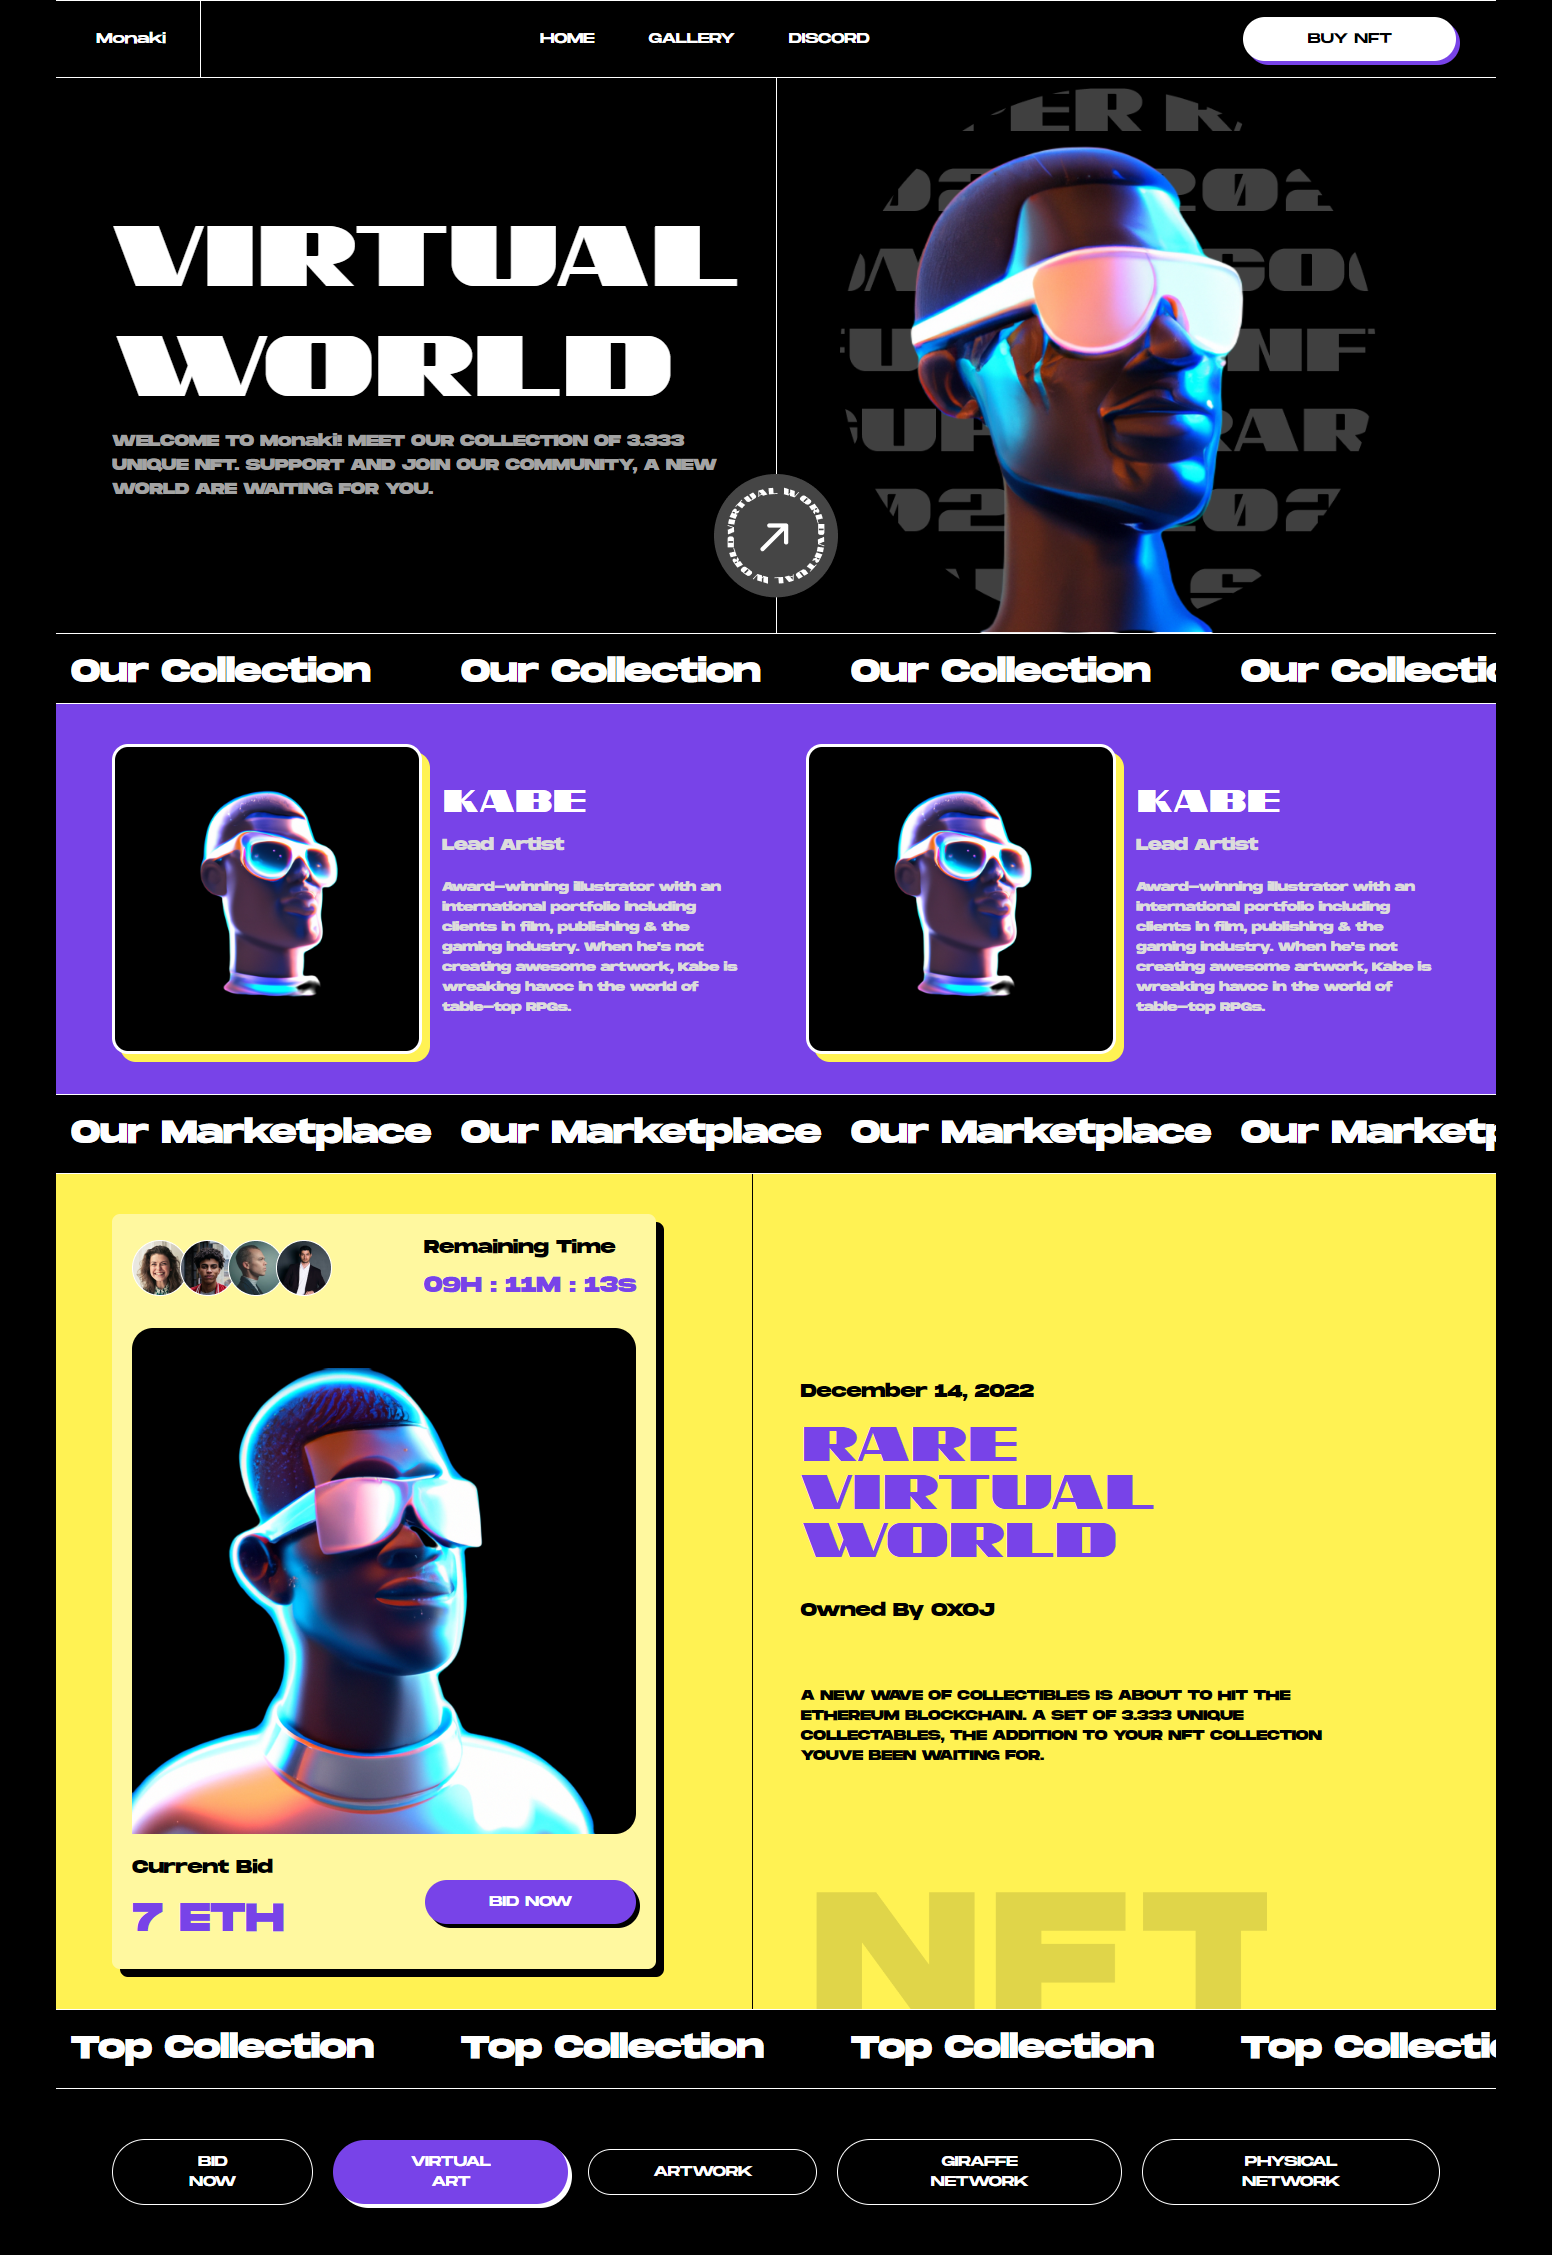 Monaki
HOME GALLERY DISCORD
BUY NFT
VIRTUAL
WORLD
WELCOME TO Monaki! MEET OUR COLLECTION OF 3.333
UNIQUE NFT. SUPPORT AND JOIN OUR COMMUNITY, A NEW
WORLD ARE WAITING FOR YOU.
VIRTUAL WORLD VIRTUAL WORLD
Our Collection Our Collection Our Collection Our Collectio
KABE
Lead Artist
Award-winning illustrator with an
international portfolio including
clients in film, publishing & the
gaming industry. When he's not
creating awesome artwork, Kabe is
wreaking havoc in the world of
table-top RPGs.
KABE
Lead Artist
Award-winning illustrator with an
international portfolio including
clients in film, publishing & the
gaming industry. When he's not
creating awesome artwork, Kabe is
wreaking havoc in the world of
table-top RPGs.
Our Marketplace Our Marketplace Our Marketplace Our Marketp
Remaining Time
09H : 11M : 13s
Current Bid
7 ETH
BID NOW
December 14, 2022
RARE
VIRTUAL
WORLD
Owned By 0X0J
A NEW WAVE OF COLLECTIBLES IS ABOUT TO HIT THE
ETHEREUM BLOCKCHAIN. A SET OF 3.333 UNIQUE
COLLECTABLES, THE ADDITION TO YOUR NFT COLLECTION
YOUVE BEEN WAITING FOR.
NFT
Top Collection Top Collection Top Collection Top Collectio
BID
NOW
VIRTUAL
ART
ARTWORK
GIRAFFE
NETWORK
PHYSICAL
NETWORK